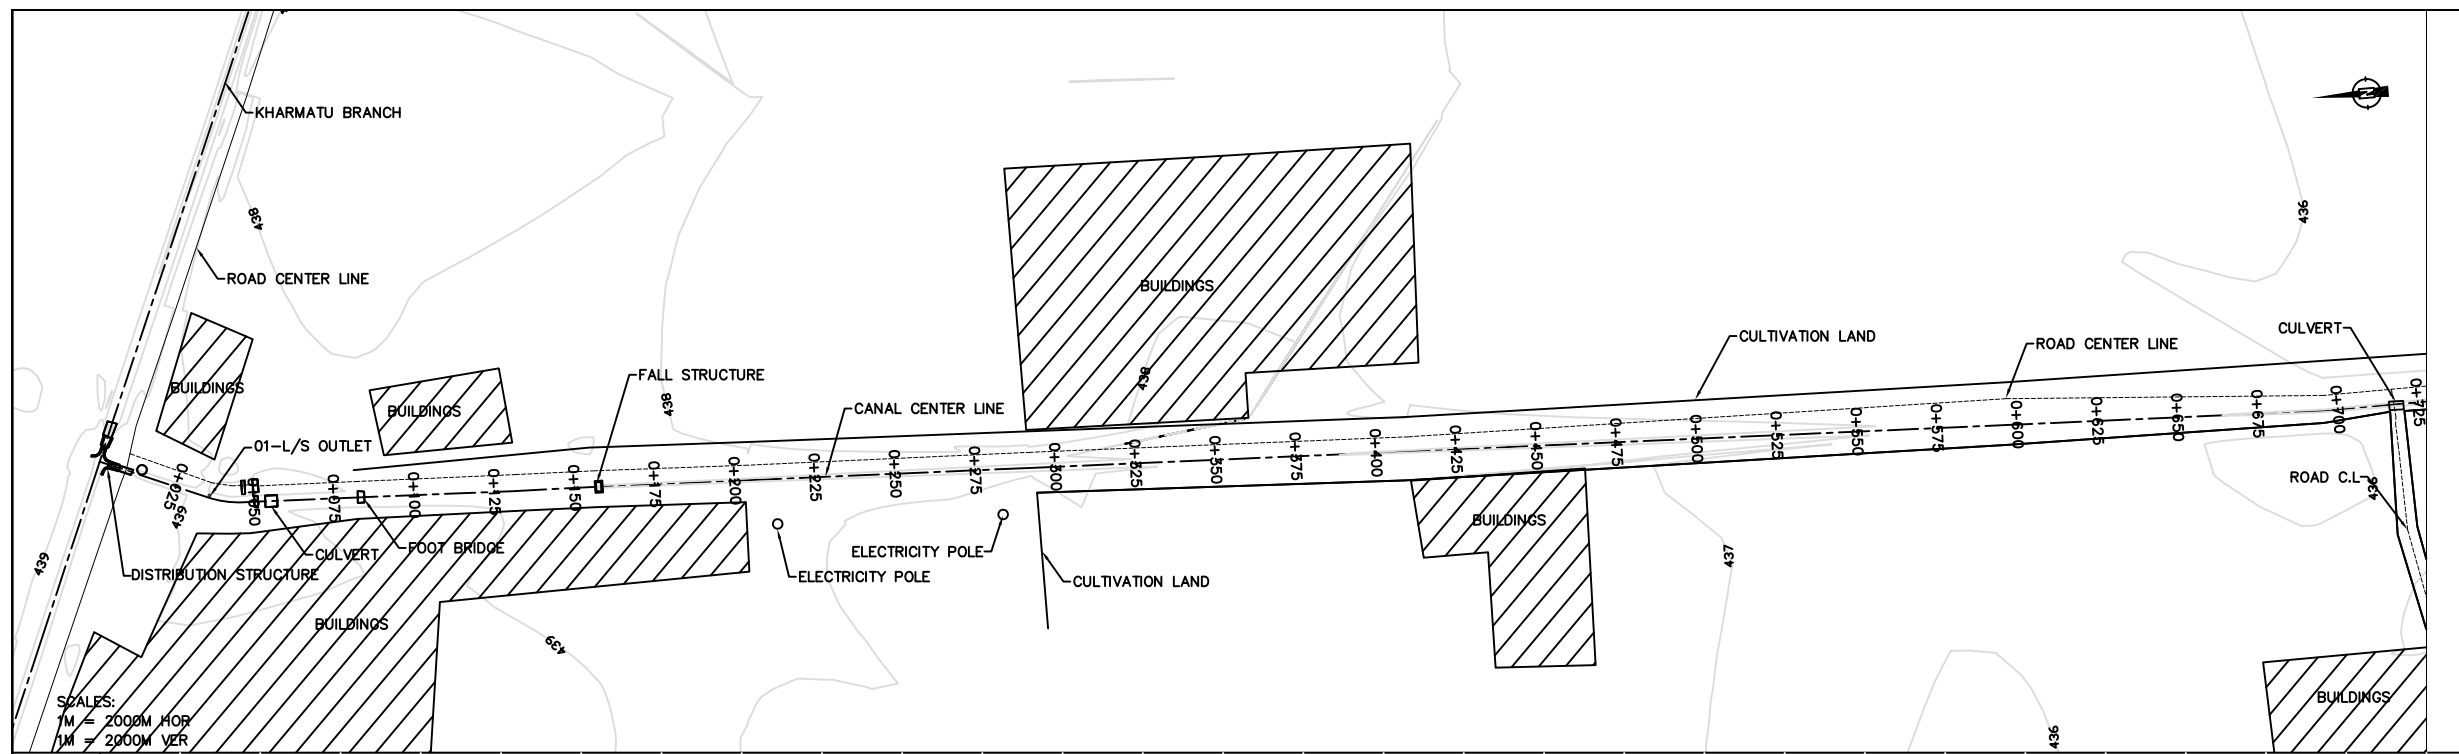 KHARMATU BRANCH
438
436
ROAD CENTER LINE
BUILDINGS
CULVERT
CULTIVATION LAND
ROAD CENTER LINE
FALL STRUCTURE
438
438
BUILDINGS
BUILDINGS
CANAL CENTER LINE
01-L/S OUTLET
0+025
0+050
0+075
0+100
0+125
0+150
0+175
0+200
0+225
0+250
0+275
0+300
0+325
0+350
0+375
0+400
0+425
0+450
0+475
0+500
0+525
0+550
0+575
0+600
0+625
0+650
0+675
0+700
0+725
ROAD C.L
436
439
BUILDINGS
FOOT BRIDGE
CULVERT
ELECTRICITY POLE
437
439
DISTRIBUTION STRUCTURE
ELECTRICITY POLE
CULTIVATION LAND
BUILDINGS
439
BUILDINGS
SCALES:
1M = 2000M HOR
1M = 2000M VER
436